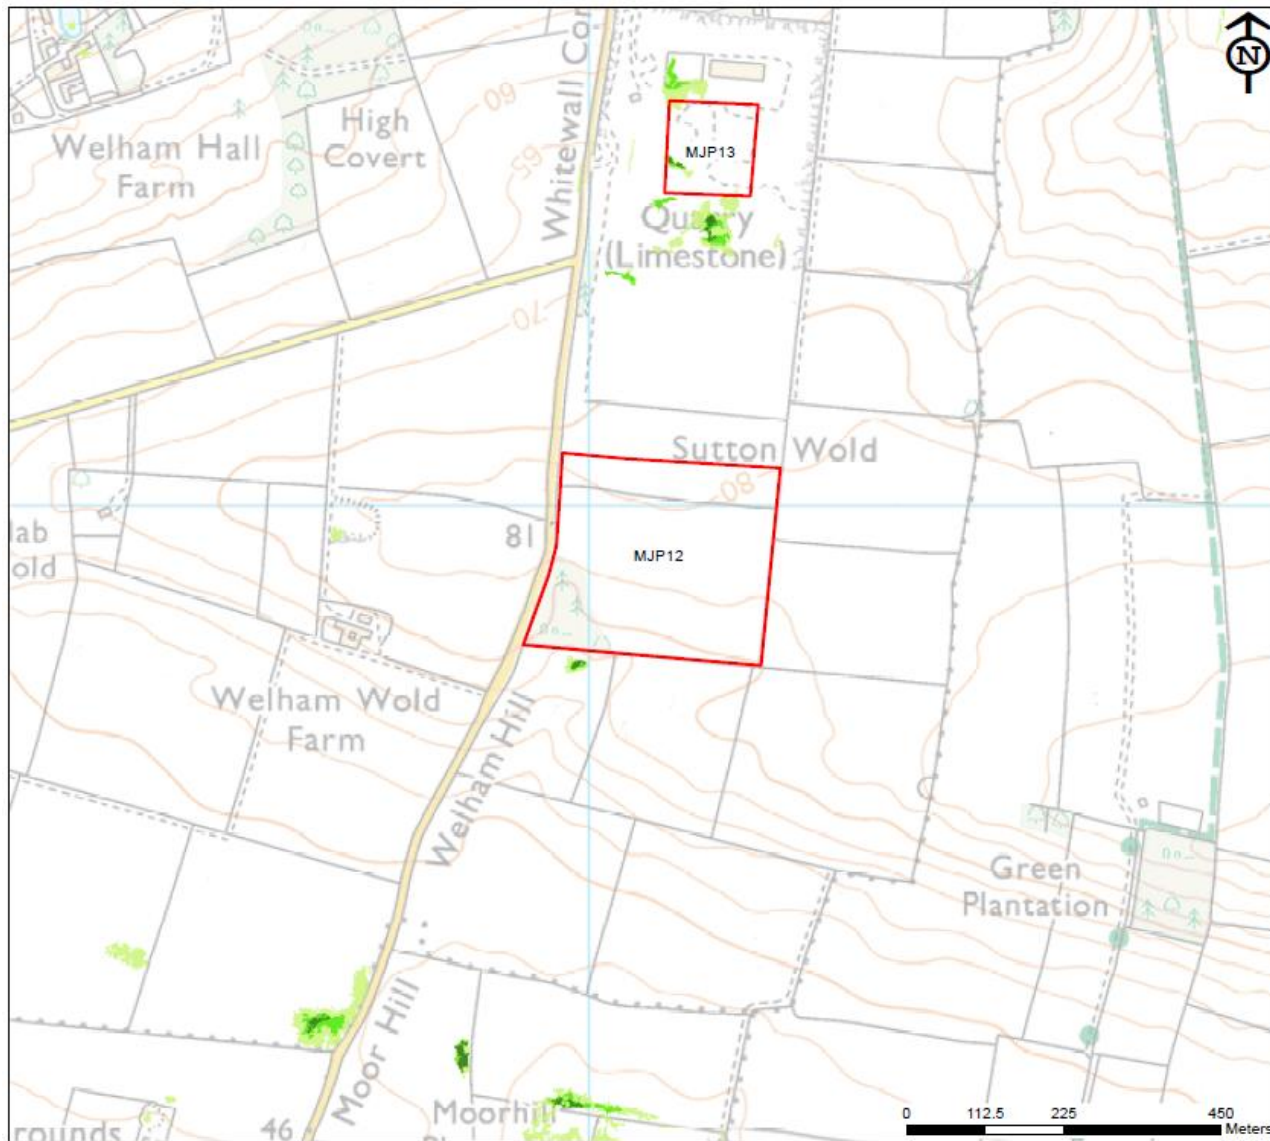 N
Whitewall Cor
60
High
Covert
65
Welham Hall
Farm
MJP13
Quarry
(Limestone)
70
Sutton Wold
80
81
lab
old
MJP12
Welham Wold
Farm
Welham Hill
Green
Plantation
Moor Hill
Moorhill
46
rounds
0 112.5 225 450
Meters